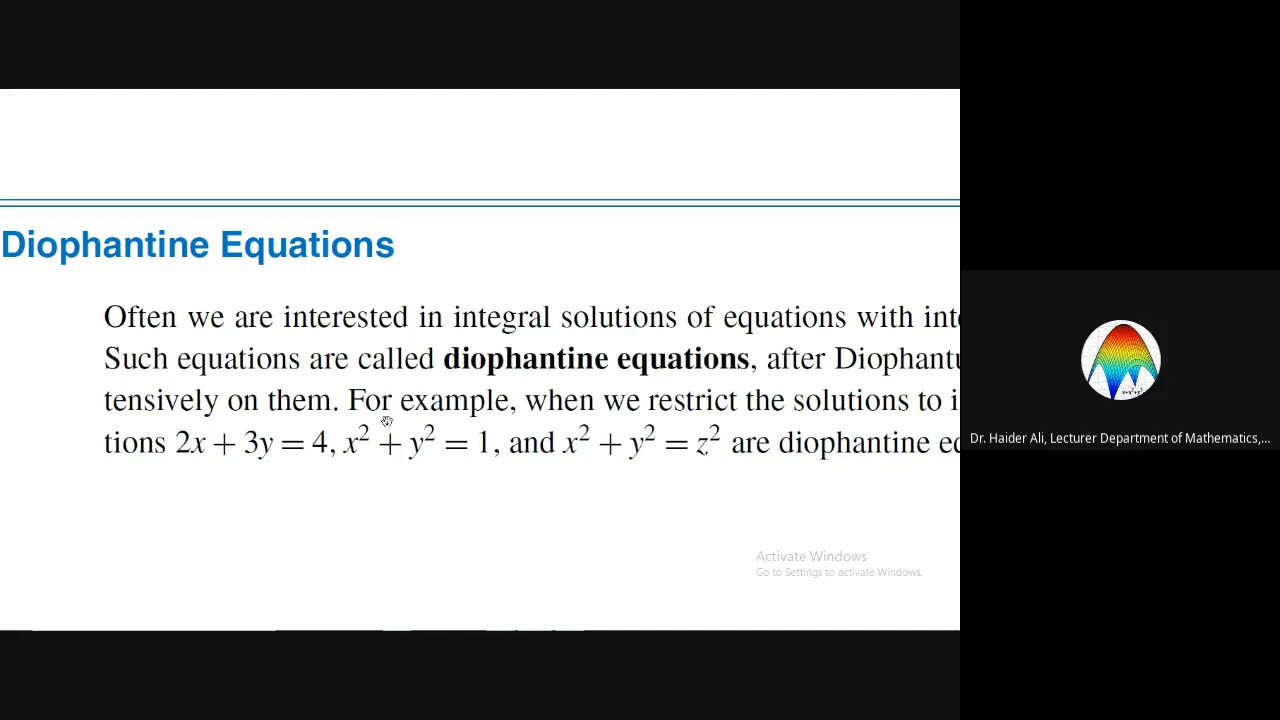 Diophantine Equations
Often we are interested in integral solutions of equations with
Such equations are called diophantine equations, after
tensively on them. For example, when we restrict the solutions to
tions 2x + 3y = 4, x² + y² = 1, and x² + y² = z² are diophantine
Activate Windows
Go to Settings to activate Windows.
Dr. Haider Ali, Lecturer Department of Mathematics,...